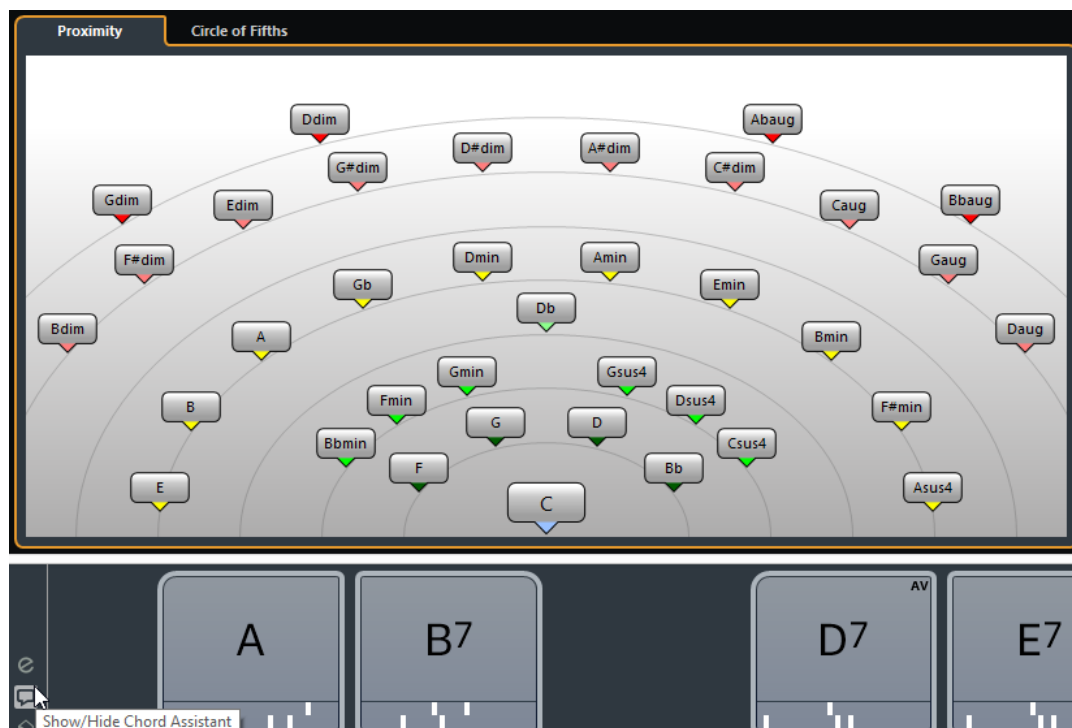 Proximity Circle of Fifths
Ddim Abaug
D#dim A#dim
G#dim C#dim
Gdim Edim Caug Bbaug
F#dim Dmin Amin Gaug
Gb Emin
Db
Bdim A Bmin Daug
Gmin Gsus4
B Fmin Dsus4 F#min
G D
Bbmin Csus4
F Bb
E Asus4
C
AV
A B7 D7 E7
Show/Hide Chord Assistant